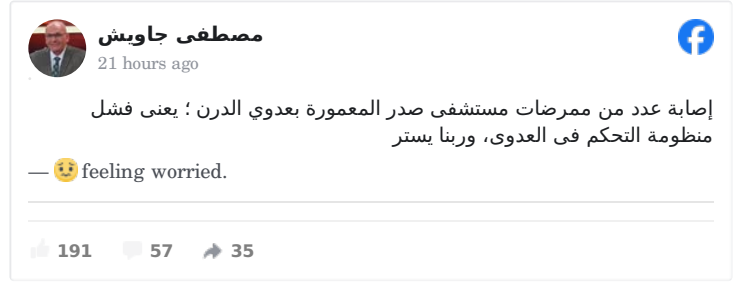 مصطفى جاويش
21 hours ago
إصابة عدد من ممرضات مستشفى صدر المعمورة بعدوي الدرن ؛ يعنى فشل
منظومة التحكم فى العدوى، وربنا يستر
— 😟 feeling worried.
191 57 35